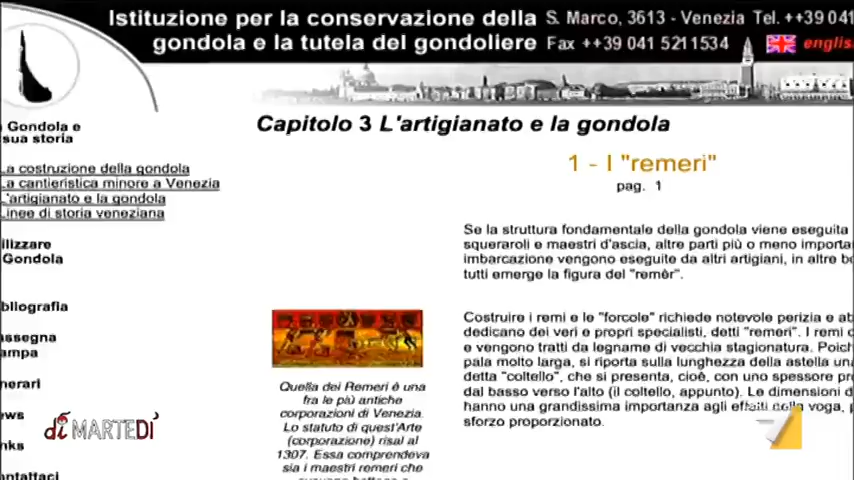 Istituzione per la conservazione della
gondola e la tutela del gondoliere
S. Marco, 3613 - Venezia Tel. ++39 041
Fax ++39 041 5211534
english
Capitolo 3 L'artigianato e la gondola
1 - I "remeri"
pag. 1
Gondola e
sua storia
La costruzione della gondola
La cantieristica minore a Venezia
L'artigianato e la gondola
Linee di storia veneziana
ilizzare
Gondola
bliografia
assegna
ampa
nerari
ews
nks
ontattaci
Quella dei Remeri è una
fra le più antiche
corporazioni di Venezia.
Lo statuto di quest'Arte
(corporazione) risal al
1307. Essa comprendeva
sia i maestri remeri che
Se la struttura fondamentale della gondola viene eseguita
squeraroli e maestri d'ascia, altre parti più o meno importa
imbarcazione vengono eseguite da altri artigiani, in altre bo
tutti emerge la figura del "remèr".
Costruire i remi e le "forcole" richiede notevole perizia e ab
dedicano dei veri e propri specialisti, detti "remeri". I remi
e vengono tratti da legname di vecchia stagionatura. Poich
pala molto larga, si riporta sulla lunghezza della astella una
detta "coltello", che si presenta, cioè, con uno spessore pr
dal basso verso l'alto (il coltello, appunto). Le dimensioni d
hanno una grandissima importanza agli effetti della voga, p
sforzo proporzionato.
di MARTEDÌ